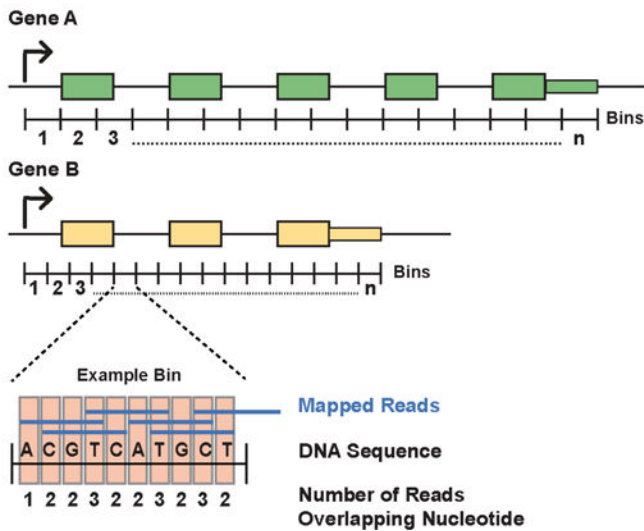 Gene A
Bins
1 2 3 n
Gene B
Bins
1 2 3 n
Example Bin
Mapped Reads
A C G T C A T G C T
DNA Sequence
1 2 2 3 2 2 3 2 3 2
Number of Reads
Overlapping Nucleotide